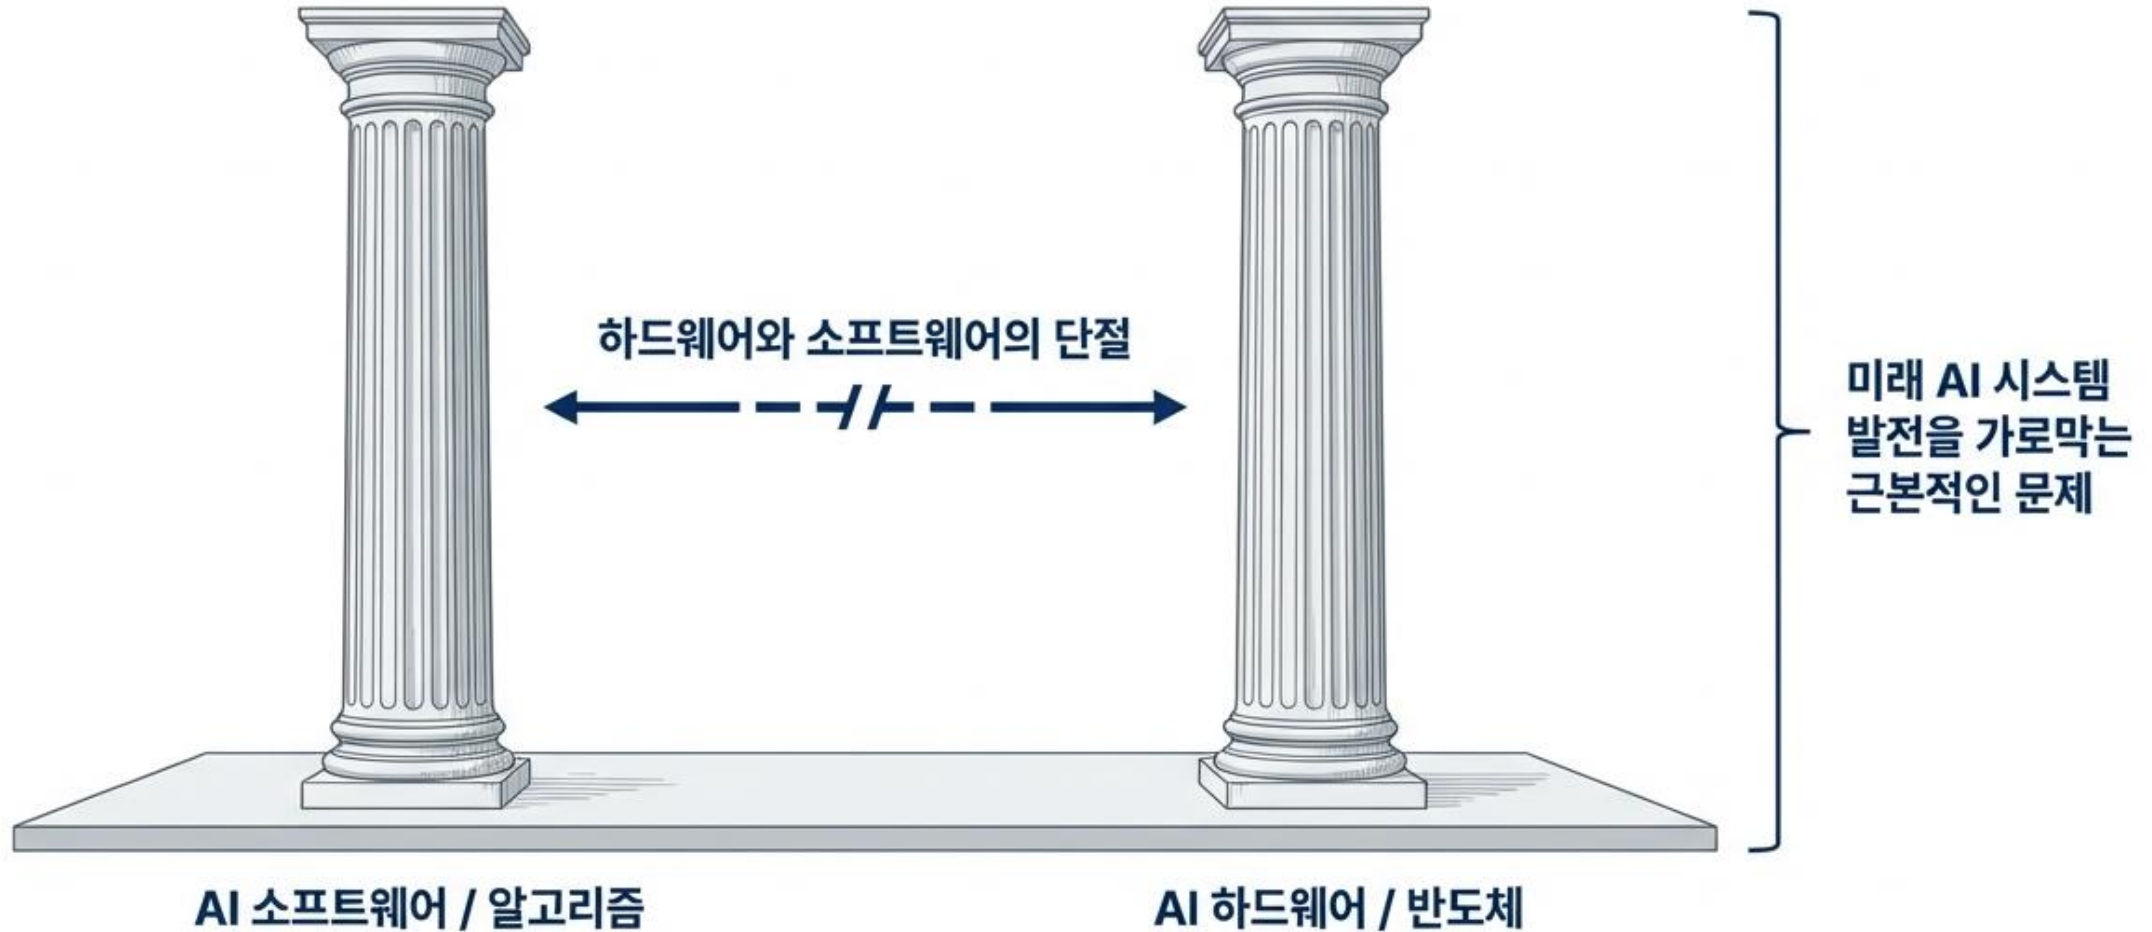 하드웨어와 소프트웨어의 단절
미래 AI 시스템
발전을 가로막는
근본적인 문제
AI 소프트웨어 / 알고리즘
AI 하드웨어 / 반도체